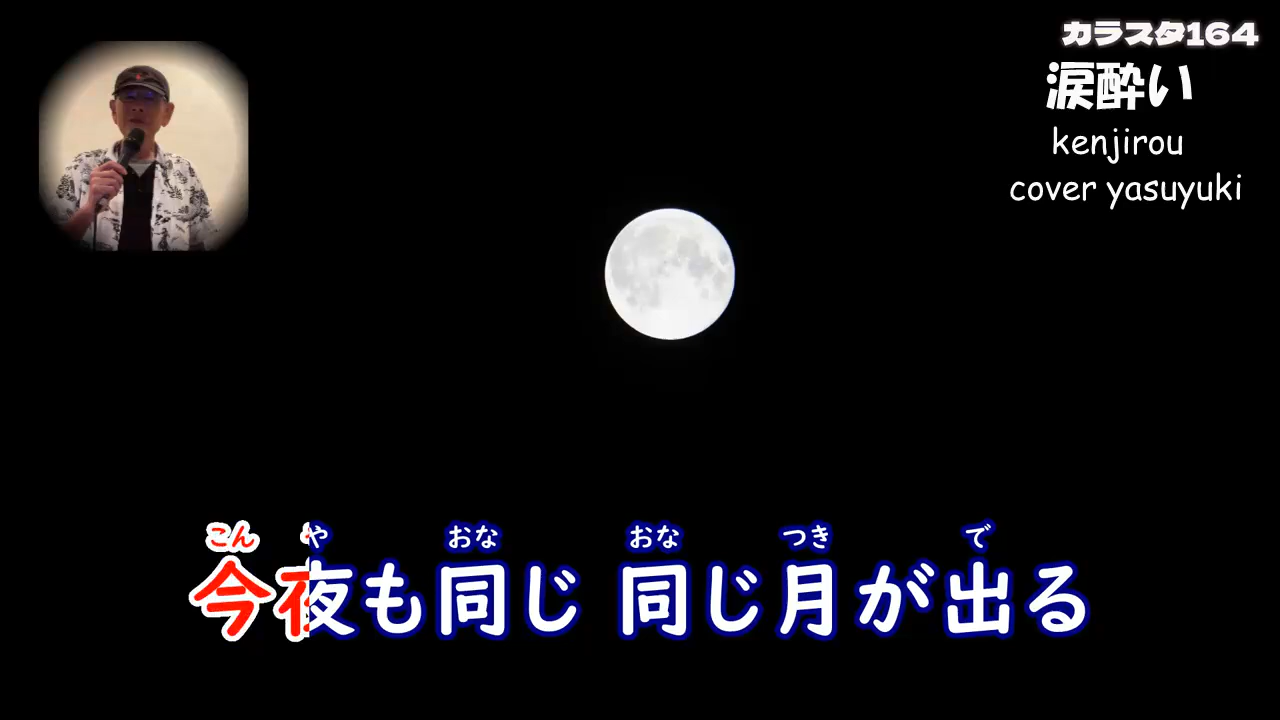 カラスタ164
涙酔い
kenjirou
cover yasuyuki
こん や おな おな つき で
今夜も同じ 同じ月が出る